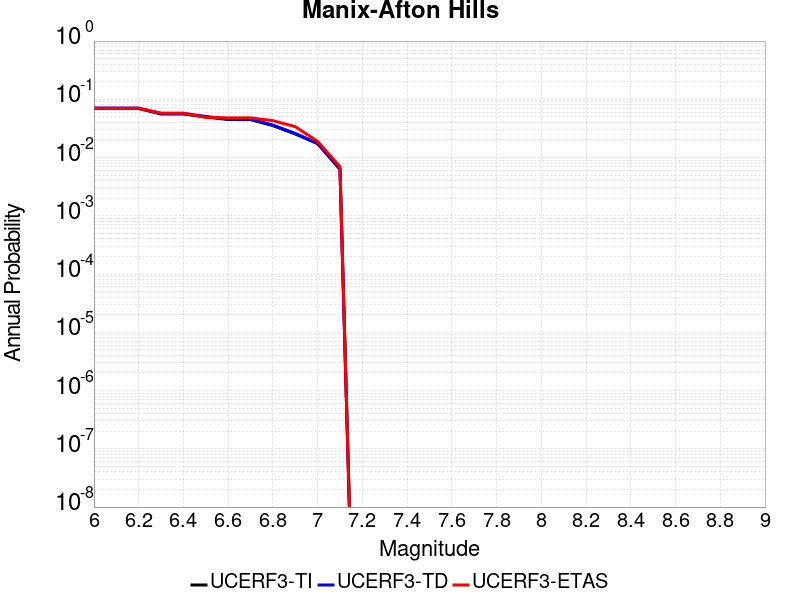 Manix-Afton Hills
10^0
10^-1
10^-2
10^-3
10^-4
10^-5
10^-6
10^-7
10^-8
Annual Probability
6 6.2 6.4 6.6 6.8 7 7.2 7.4 7.6 7.8 8 8.2 8.4 8.6 8.8 9
Magnitude
UCERF3-TI UCERF3-TD UCERF3-ETAS